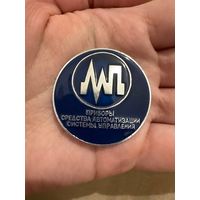 ПРИБОРЫ
СРЕДСТВА АВТОМАТИЗАЦИИ
СИСТЕМЫ УПРАВЛЕНИЯ